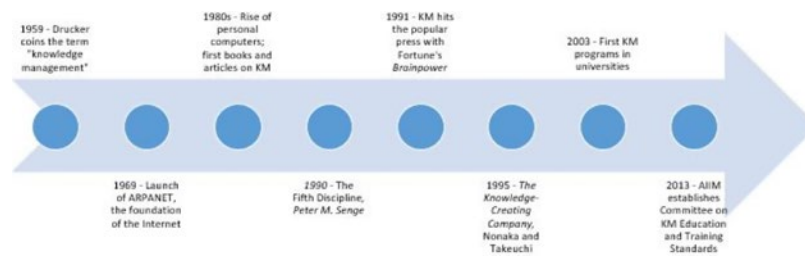 1959 - Drucker
coins the term
"knowledge
management"
1969 - Launch
of ARPANET,
the foundation
of the Internet
1980s - Rise of
personal
computers;
first books and
articles on KM
1990 - The
Fifth Discipline,
Peter M. Senge
1991 - KM hits
the popular
press with
Fortune's
Brainpower
1995 - The
Knowledge-
Creating
Company,
Nonaka and
Takeuchi
2003 - First KM
programs in
universities
2013 - AIIM
establishes
Committee on
KM Education
and Training
Standards